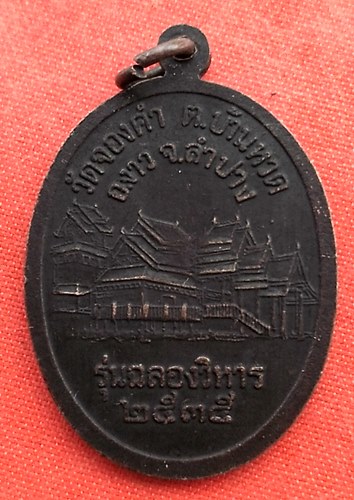 วัดจองคำ ต.บ้านหวด
อ.งาว จ.ลำปาง
รุ่นฉลองวิหาร
๒๕๓๕